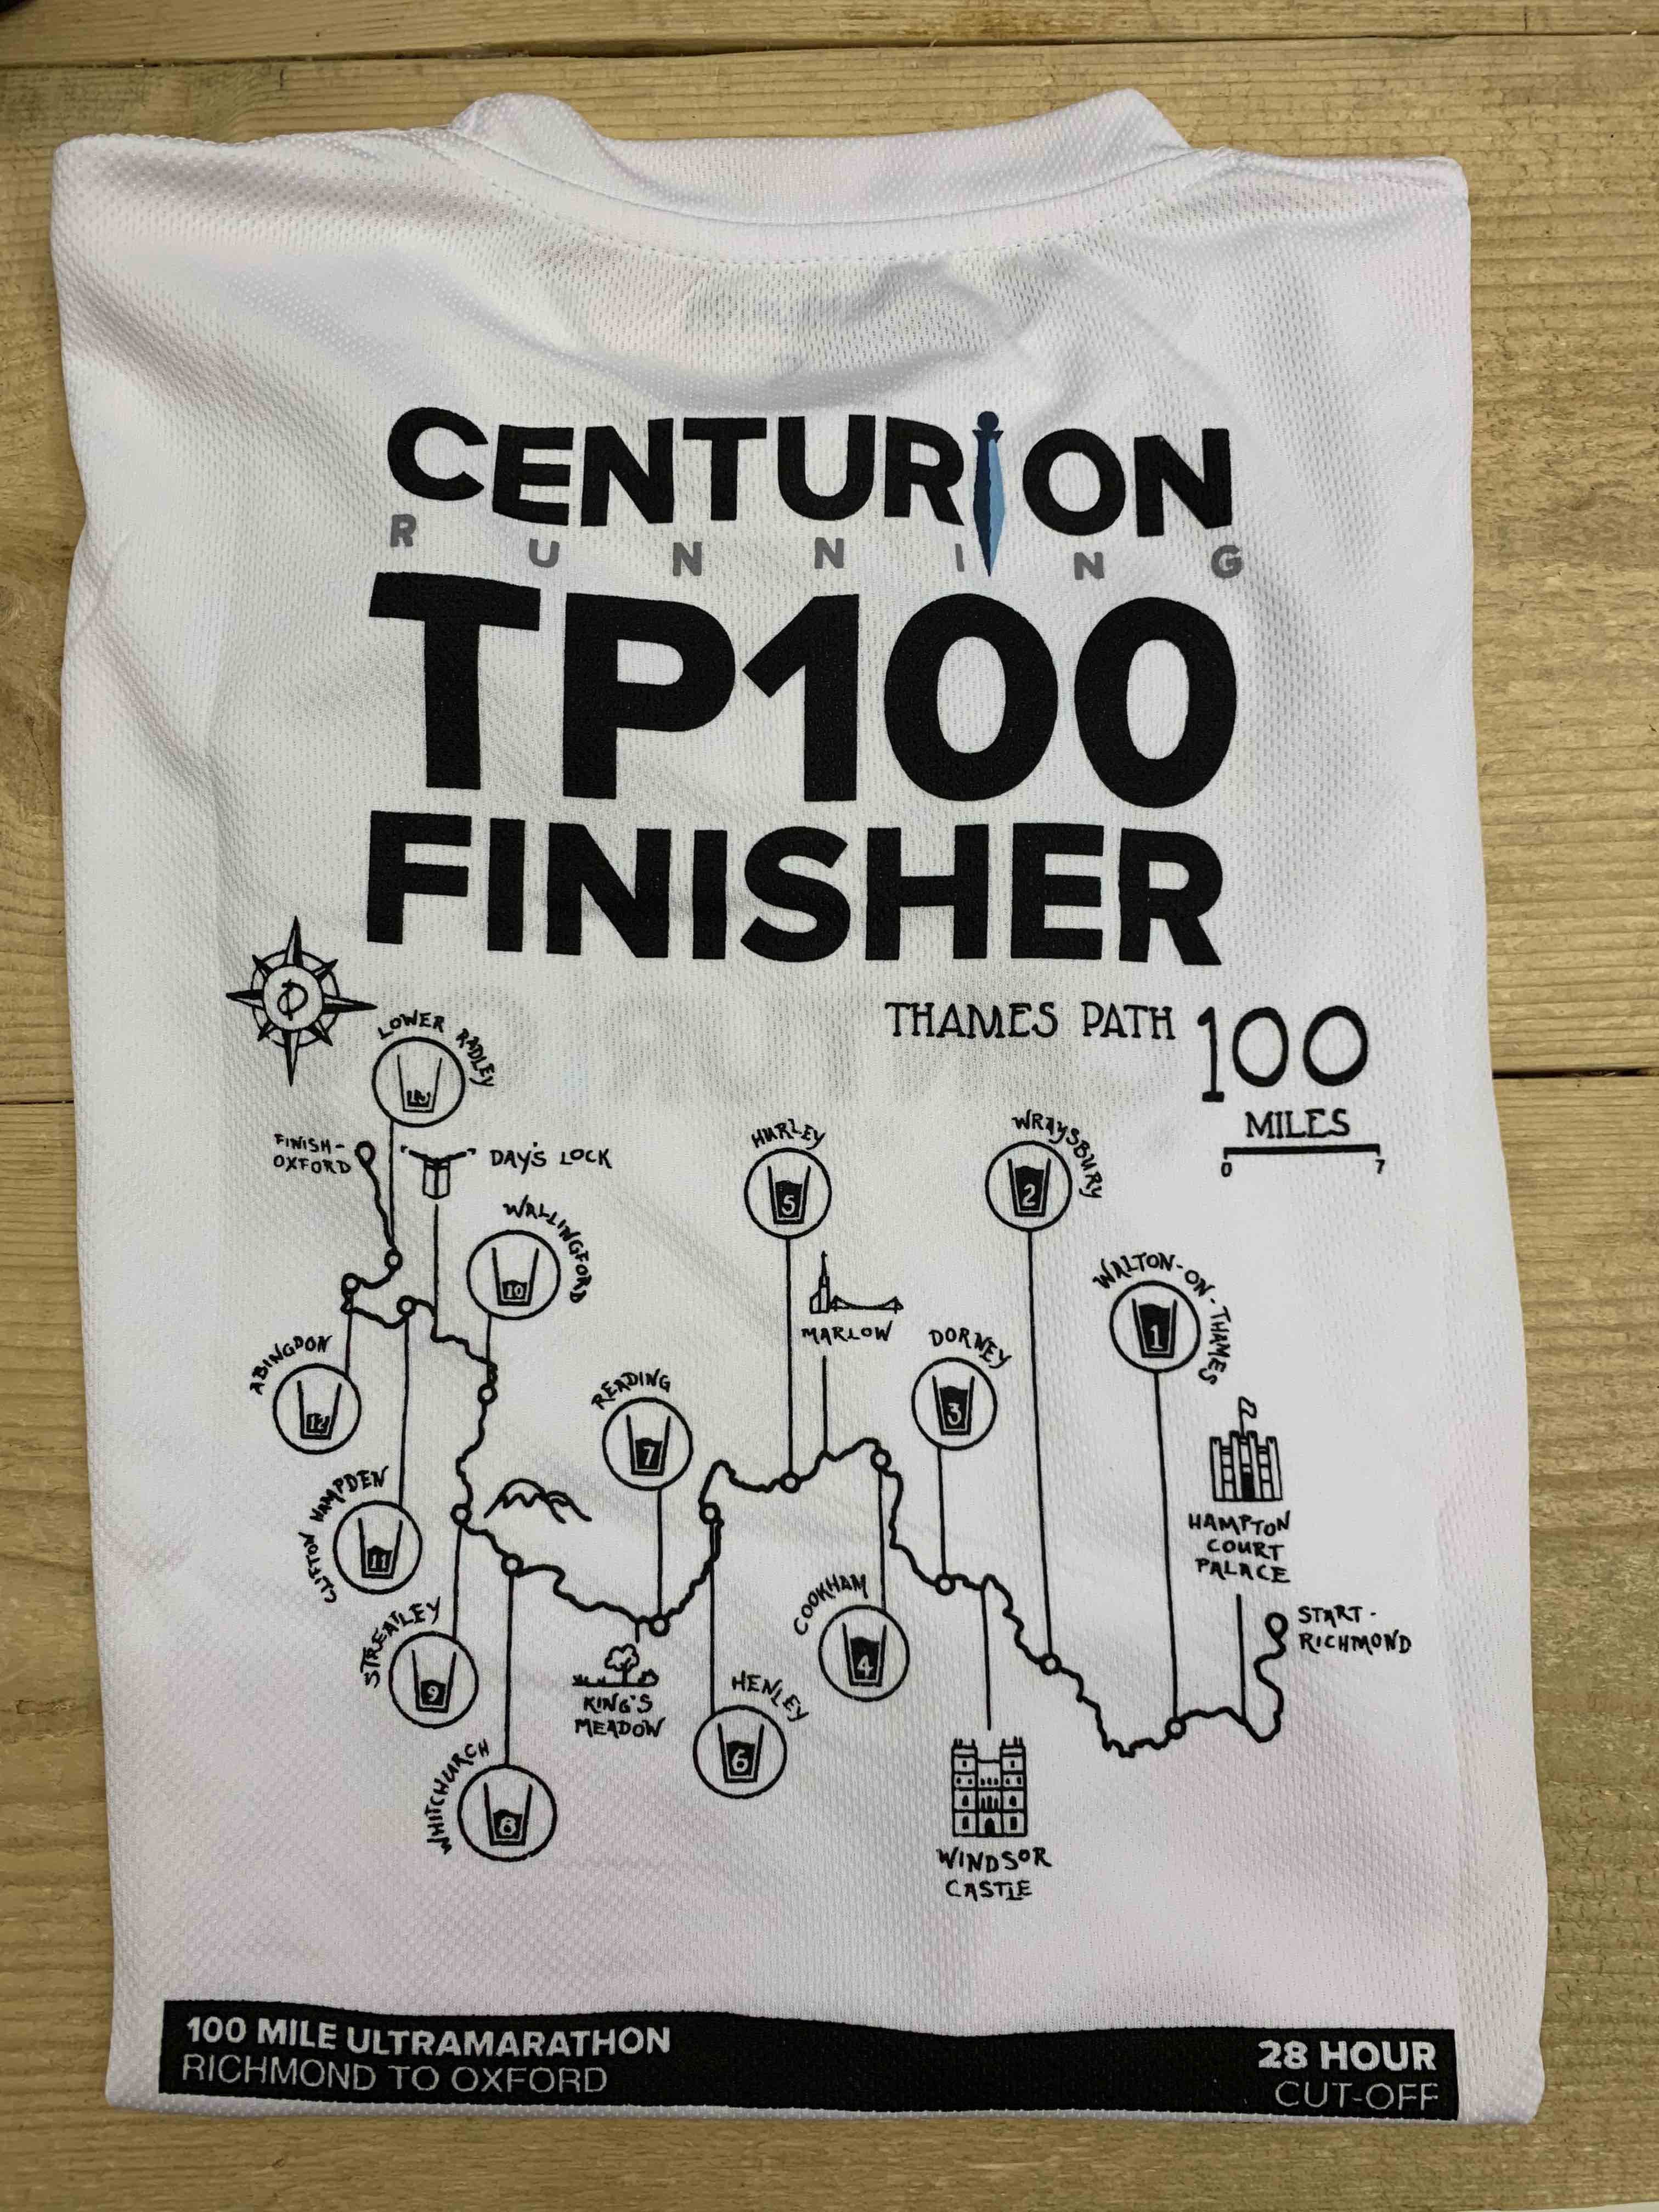 CENTURION
RUNNING
TP100
FINISHER
THAMES PATH 100
MILES
0 7
LOWER RADLEY
FINISH-
OXFORD
DAY'S LOCK
WALLINGFORD
10
HURLEY
5
WRAYSBURY
2
WALTON-ON-THAMES
1
MARLOW
DORNEY
3
ABINGDON
12
READING
7
HAMPTON
COURT
PALACE
CLIFTON HAMPDEN
11
START-
RICHMOND
COOKHAM
4
STREATLEY
9
KING'S
MEADOW
HENLEY
6
WHITCHURCH
8
WINDSOR
CASTLE
100 MILE ULTRAMARATHON
RICHMOND TO OXFORD
28 HOUR
CUT-OFF